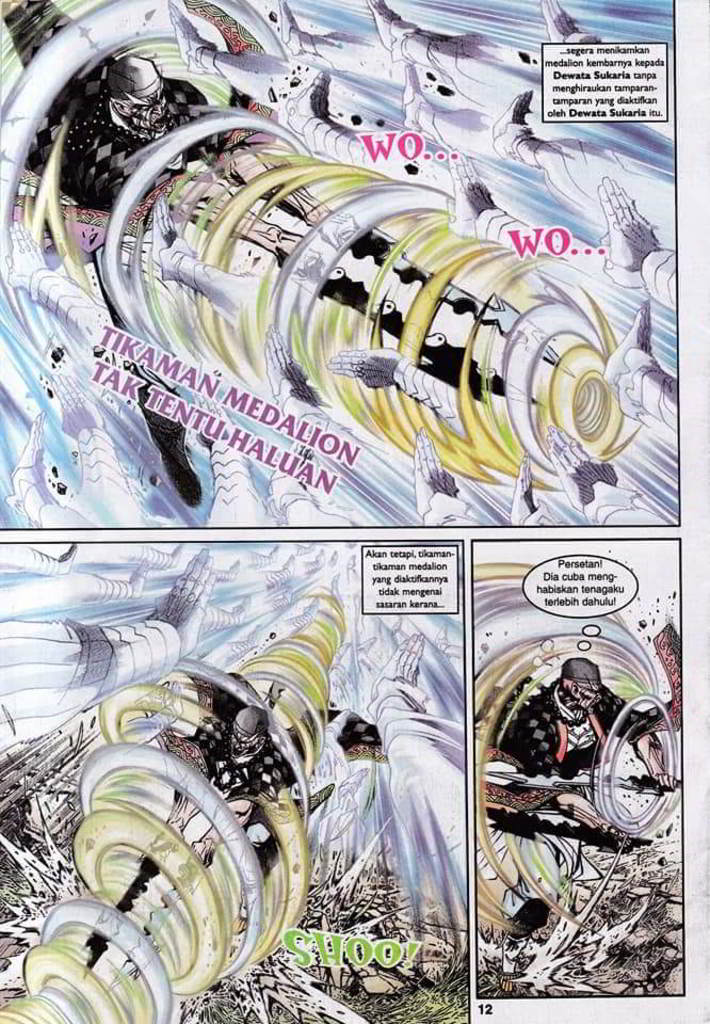 ...segera menikamkan
medalion kembarnya kepada
Dewata Sukaria tanpa
menghiraukan tamparan-
tamparan yang diaktifkan
oleh Dewata Sukaria itu.
WO...
WO...
TIKAMAN MEDALION
TAK TENTU HALUAN
Akan tetapi, tikaman-
tikaman medalion
yang diaktifkannya
tidak mengenai
sasaran kerana...
SHOO!
Persetan!
Dia cuba meng-
habiskan tenagaku
terlebih dahulu!
12